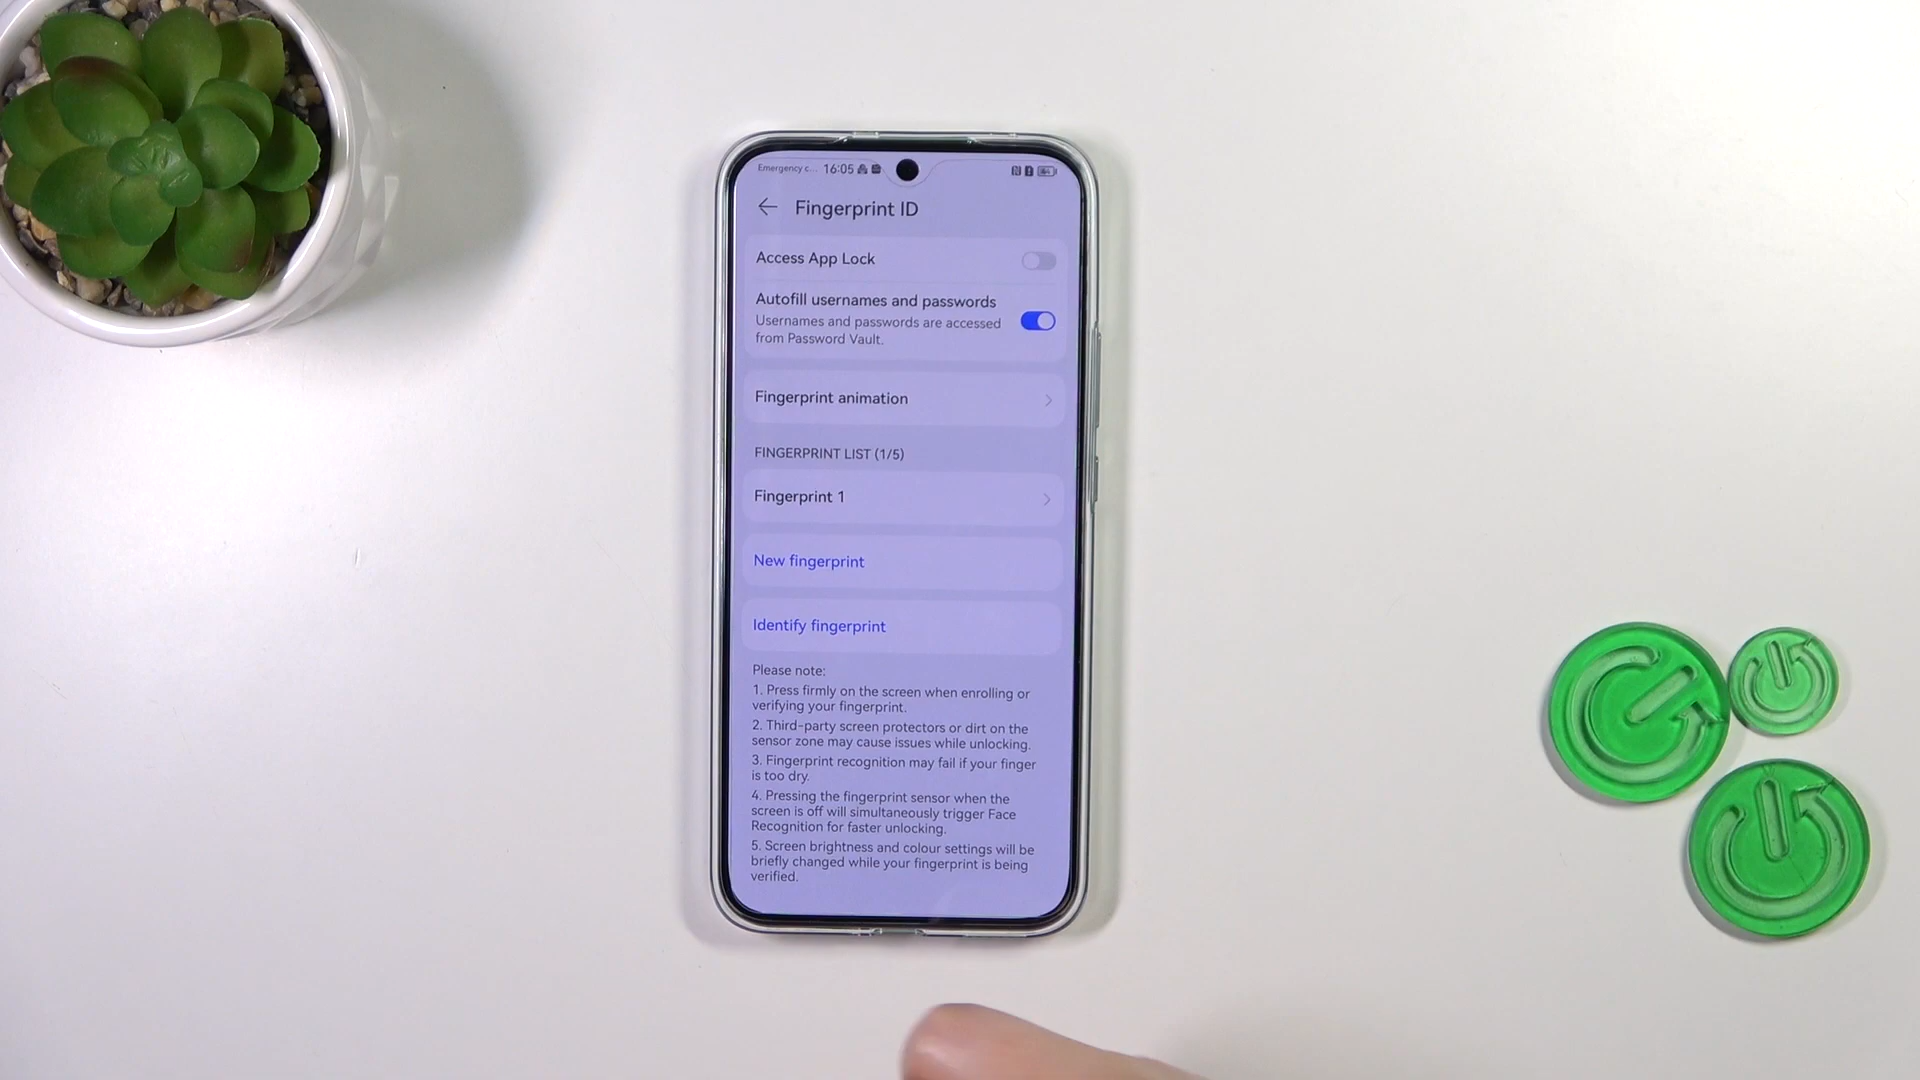 Emergency c... 16:05
Fingerprint ID
Access App Lock
Autofill usernames and passwords
Usernames and passwords are accessed
from Password Vault.
Fingerprint animation
FINGERPRINT LIST (1/5)
Fingerprint 1
New fingerprint
Identify fingerprint
Please note:
1. Press firmly on the screen when enrolling or
verifying your fingerprint.
2. Third-party screen protectors or dirt on the
sensor zone may cause issues while unlocking.
3. Fingerprint recognition may fail if your finger
is too dry.
4. Pressing the fingerprint sensor when the
screen is off will simultaneously trigger Face
Recognition for faster unlocking.
5. Screen brightness and colour settings will be
briefly changed while your fingerprint is being
verified.